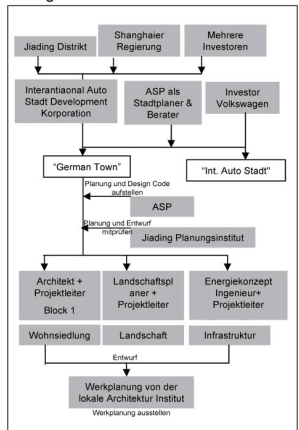 Jiading Distrikt
Shanghaier
Regierung
Mehrere
Investoren
Interantiaonal Auto
Stadt Development
Korporation
ASP als
Stadtplaner &
Berater
Investor
Volkswagen
"German Town"
"Int. Auto Stadt"
Planung und Design Code
aufstellen
ASP
Planung und Entwurf
mitprüfen
Jiading Planungsinstitut
Architekt +
Projektleiter
Block 1
Landschaftspl
aner +
Projektleiter
Energiekonzept
Ingenieur+
Projektleiter
Wohnsiedlung
Landschaft
Infrastruktur
Entwurf
Werkplanung von der
lokale Architektur Institut
Werkplanung ausstellen